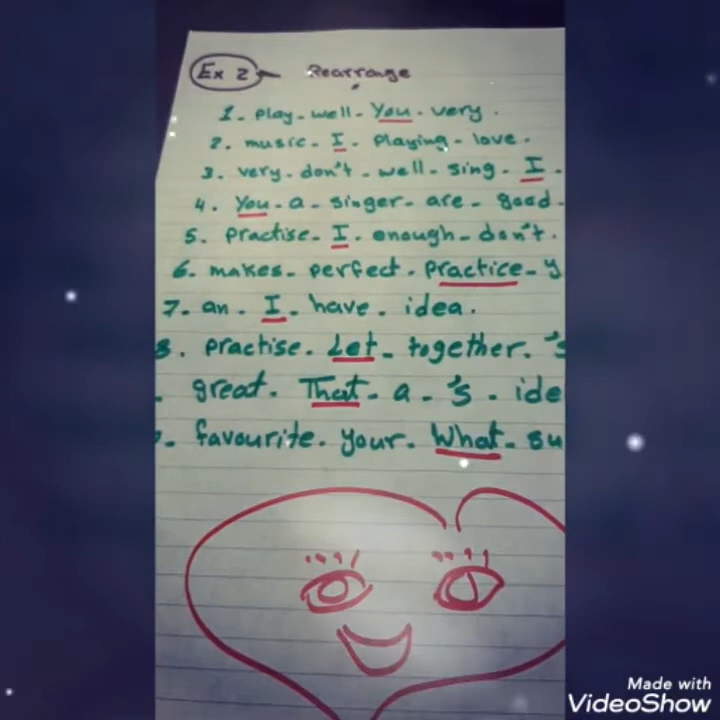 Ex 2 Rearrage
1. play - well - You - very .
2. music - I - playing - love .
3. very - don't - well - sing - I .
4. You - a - singer - are - good -
5. practise - I - enough - don't .
6. makes - perfect - practice - y
7. an - I - have - idea .
8. practise - Let - together - 's
. great - That - a - 's - ide
. favourite - your - What - su
Made with
VideoShow